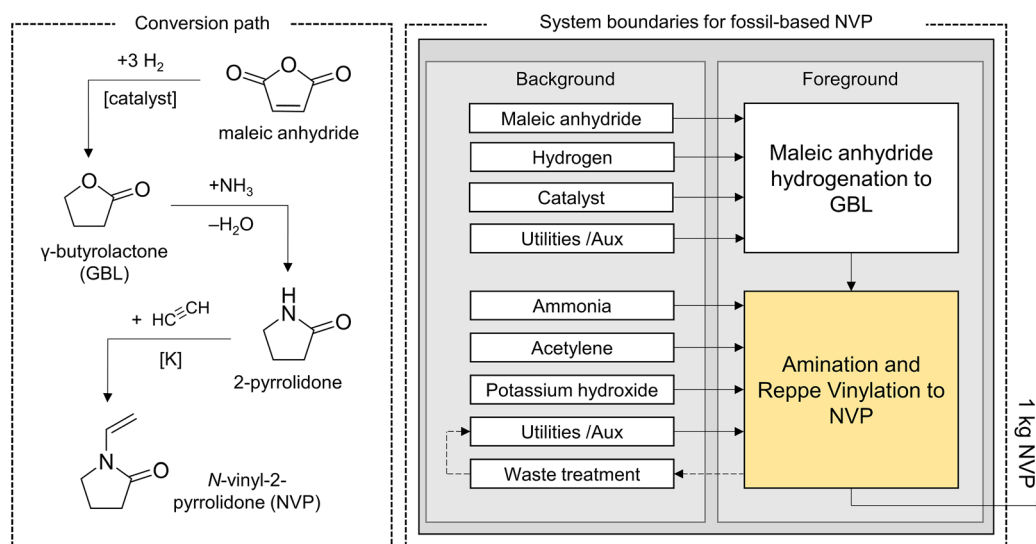 Conversion path
+3 H₂
[catalyst]
O
O
O
maleic anhydride
O
O
γ-butyrolactone
(GBL)
+NH₃
–H₂O
H
N
O
2-pyrrolidone
+ HC CH
[K]
N
O
N-vinyl-2-
pyrrolidone (NVP)
System boundaries for fossil-based NVP
Background
Maleic anhydride
Hydrogen
Catalyst
Utilities /Aux
Ammonia
Acetylene
Potassium hydroxide
Utilities /Aux
Waste treatment
Foreground
Maleic anhydride
hydrogenation to
GBL
Amination and
Reppe Vinylation to
NVP
1 kg NVP